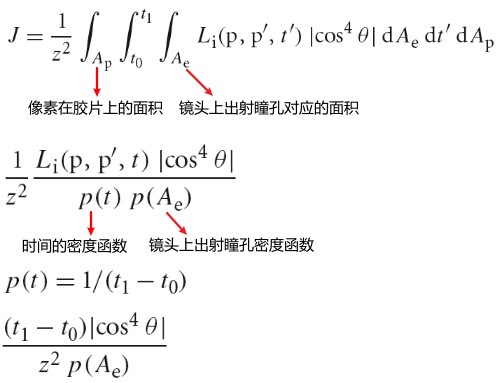 J = \frac{1}{z^2} \int_{A_p} \int_{t_0}^{t_1} \int_{A_e} L_i(p, p′, t′) |cos^4 θ| dA_e dt′ dA_p
像素在胶片上的面积 镜头上出射瞳孔对应的面积
\frac{1}{z^2} \frac{L_i(p, p′, t) |cos^4 θ|}{p(t) p(A_e)}
时间的密度函数 镜头上出射瞳孔密度函数
p(t) = 1/(t_1 − t_0)
\frac{(t_1 − t_0)|cos^4 θ|}{z^2 p(A_e)}